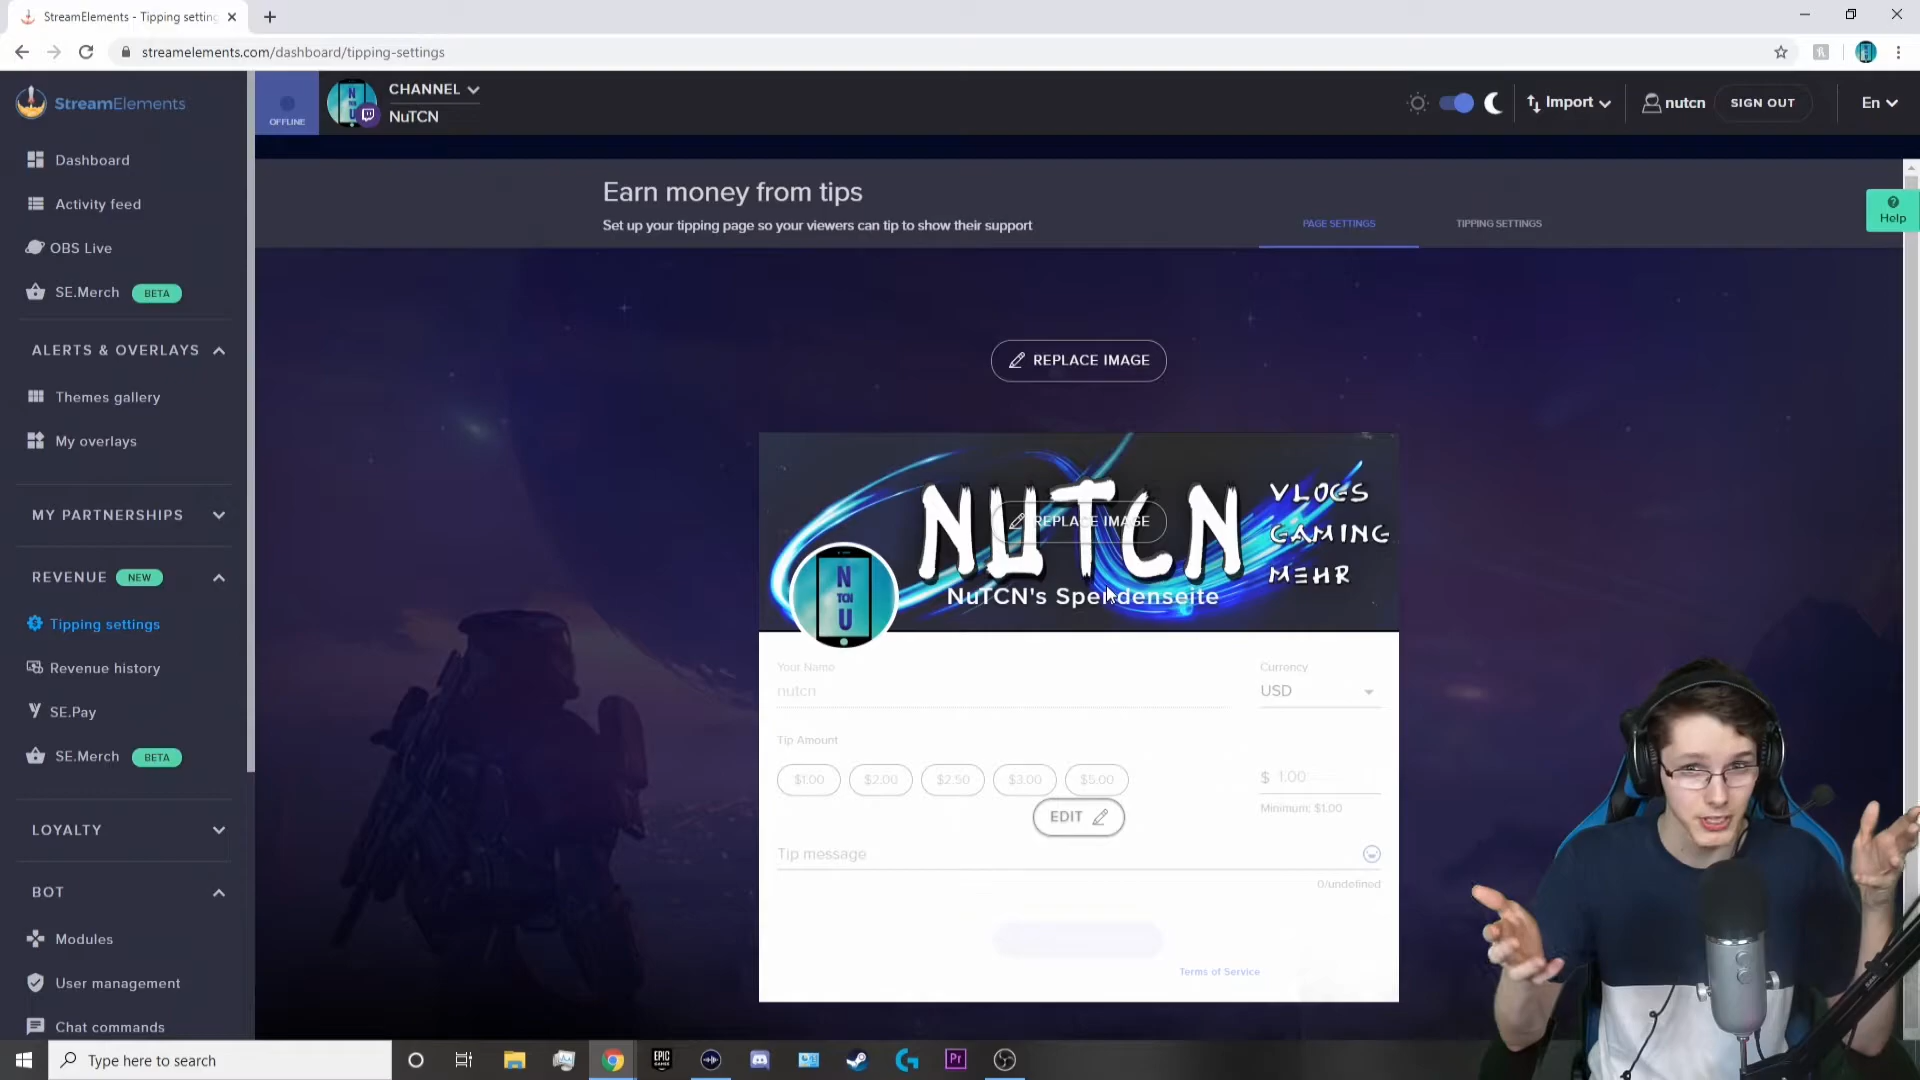 StreamElements - Tipping setting
streamelements.com/dashboard/tipping-settings
StreamElements
OFFLINE
CHANNEL
NuTCN
Import
nutcn
SIGN OUT
En
Dashboard
Activity feed
OBS Live
SE.Merch BETA
ALERTS & OVERLAYS
Themes gallery
My overlays
MY PARTNERSHIPS
REVENUE NEW
Tipping settings
Revenue history
SE.Pay
SE.Merch BETA
LOYALTY
BOT
Modules
User management
Chat commands
Earn money from tips
Set up your tipping page so your viewers can tip to show their support
PAGE SETTINGS
TIPPING SETTINGS
Help
REPLACE IMAGE
NUTCN
VLOGS
GAMING
MEHR
REPLACE IMAGE
N
TCN
U
NuTCN's Spendenseite
Your Name
nutcn
Currency
USD
Tip Amount
$1.00 $2.00 $2.50 $3.00 $5.00
$ 1.00
Minimum: $1.00
EDIT
Tip message
0/undefined
Terms of Service
Type here to search
EPIC
GAMES
Pr